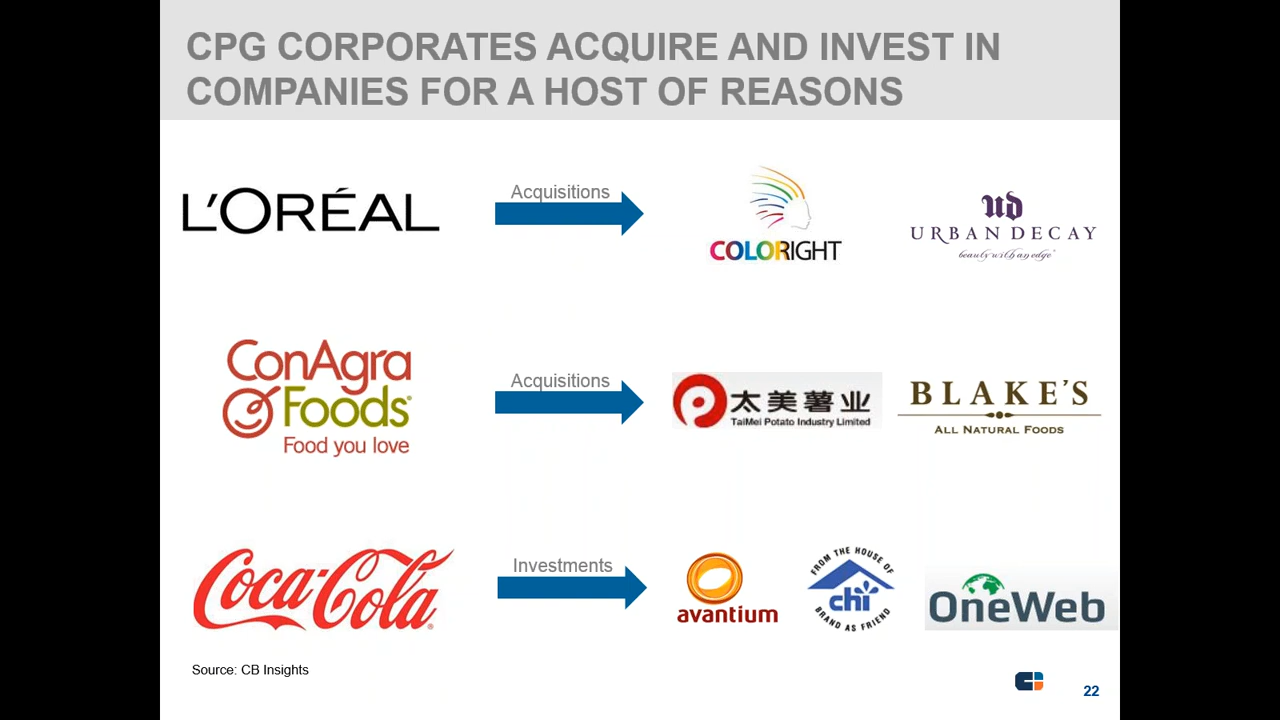 CPG CORPORATES ACQUIRE AND INVEST IN
COMPANIES FOR A HOST OF REASONS
L'ORÉAL
Acquisitions
COLORIGHT
ud
URBAN DECAY
beauty with an edge®
ConAgra
Foods®
Food you love
Acquisitions
太美薯业
TaiMei Potato Industry Limited
BLAKE'S
ALL NATURAL FOODS
Coca-Cola®
Investments
avantium
FROM THE HOUSE OF
chi
BRAND AS FRIEND
OneWeb
Source: CB Insights
22